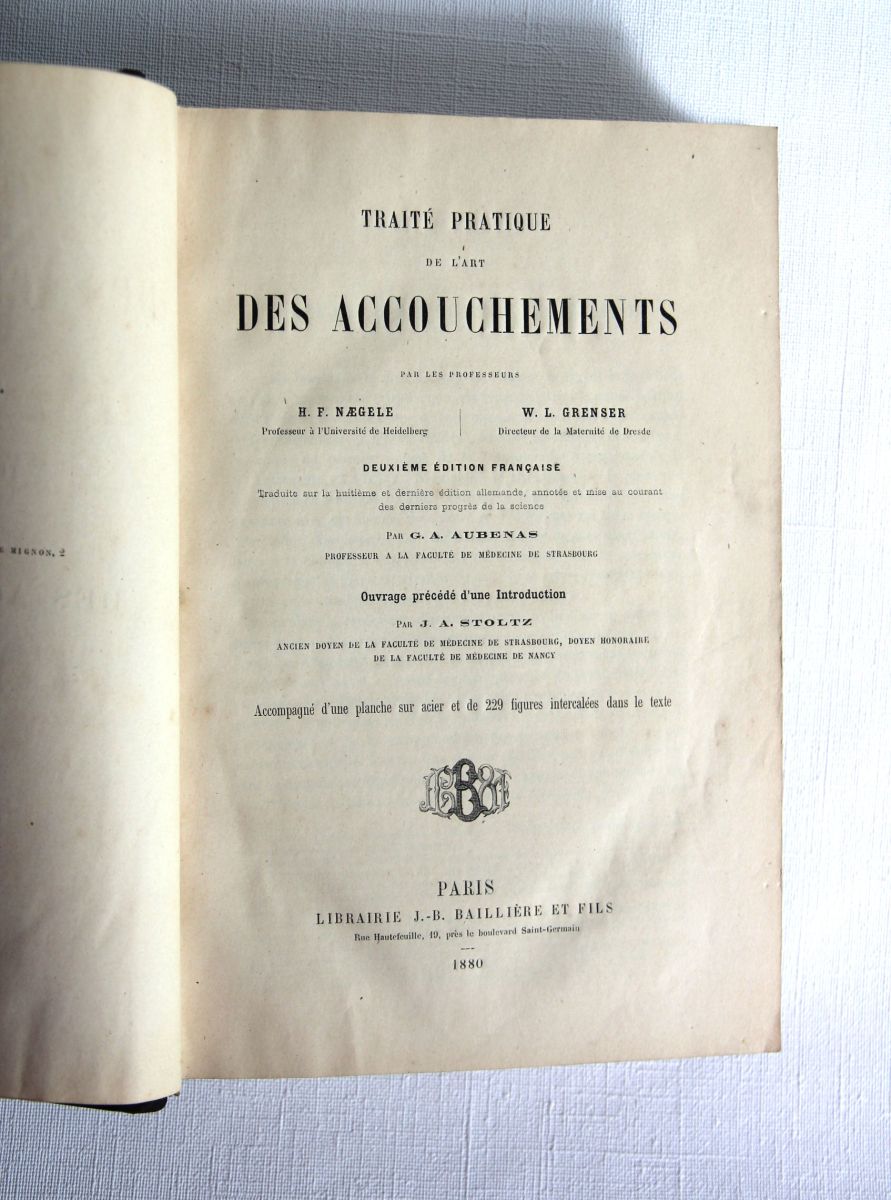 MIGNON, 2
TRAITÉ PRATIQUE
DE L'ART
DES ACCOUCHEMENTS
PAR LES PROFESSEURS
H. F. NÆGELE
Professeur à l'Université de Heidelberg
W. L. GRENSER
Directeur de la Maternité de Dresde
DEUXIÈME ÉDITION FRANÇAISE
Traduite sur la huitième et dernière édition allemande, annotée et mise au courant
des derniers progrès de la science
PAR G. A. AUBENAS
PROFESSEUR A LA FACULTÉ DE MÉDECINE DE STRASBOURG
Ouvrage précédé d'une Introduction
PAR J. A. STOLTZ
ANCIEN DOYEN DE LA FACULTÉ DE MÉDECINE DE STRASBOURG, DOYEN HONORAIRE
DE LA FACULTÉ DE MÉDECINE DE NANCY
Accompagné d'une planche sur acier et de 229 figures intercalées dans le texte
PARIS
LIBRAIRIE J.-B. BAILLIÈRE ET FILS
Rue Hautefeuille, 19, près le boulevard Saint-Germain
1880